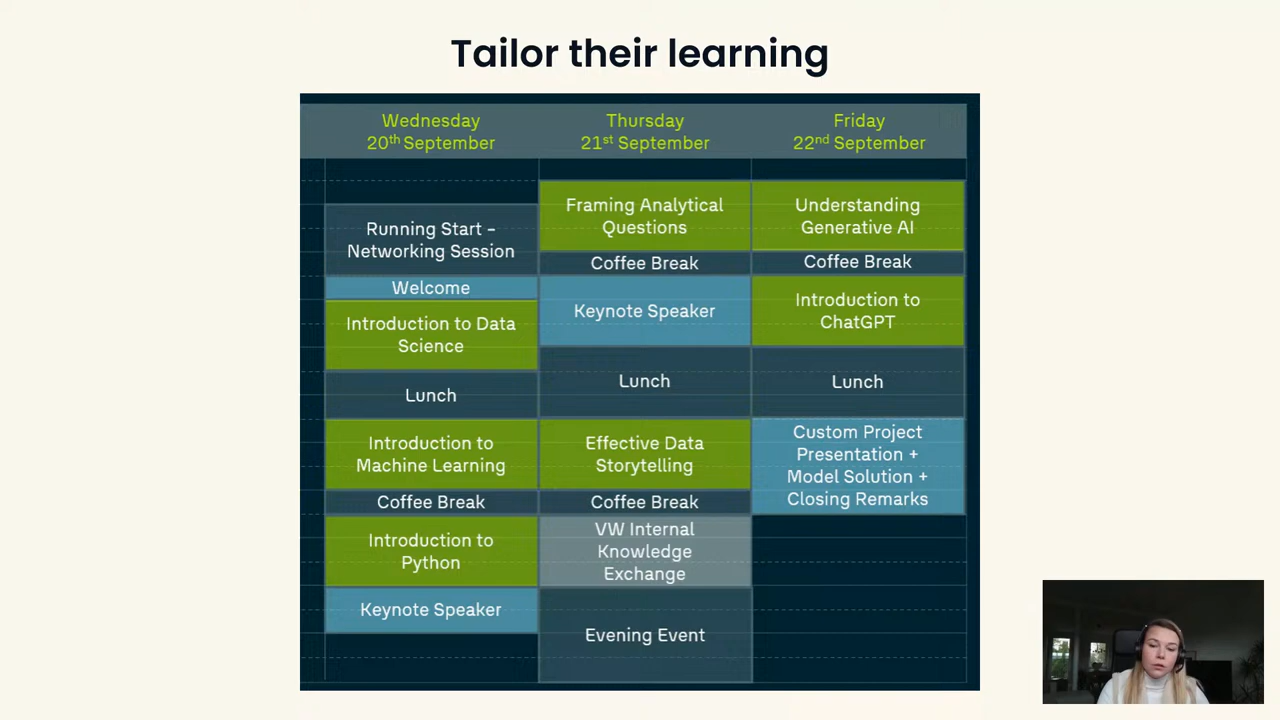 Tailor their learning
Wednesday
20th September
Thursday
21st September
Friday
22nd September
Running Start –
Networking Session
Welcome
Introduction to Data
Science
Lunch
Introduction to
Machine Learning
Coffee Break
Introduction to
Python
Keynote Speaker
Framing Analytical
Questions
Coffee Break
Keynote Speaker
Lunch
Effective Data
Storytelling
Coffee Break
VW Internal
Knowledge
Exchange
Evening Event
Understanding
Generative AI
Coffee Break
Introduction to
ChatGPT
Lunch
Custom Project
Presentation +
Model Solution +
Closing Remarks